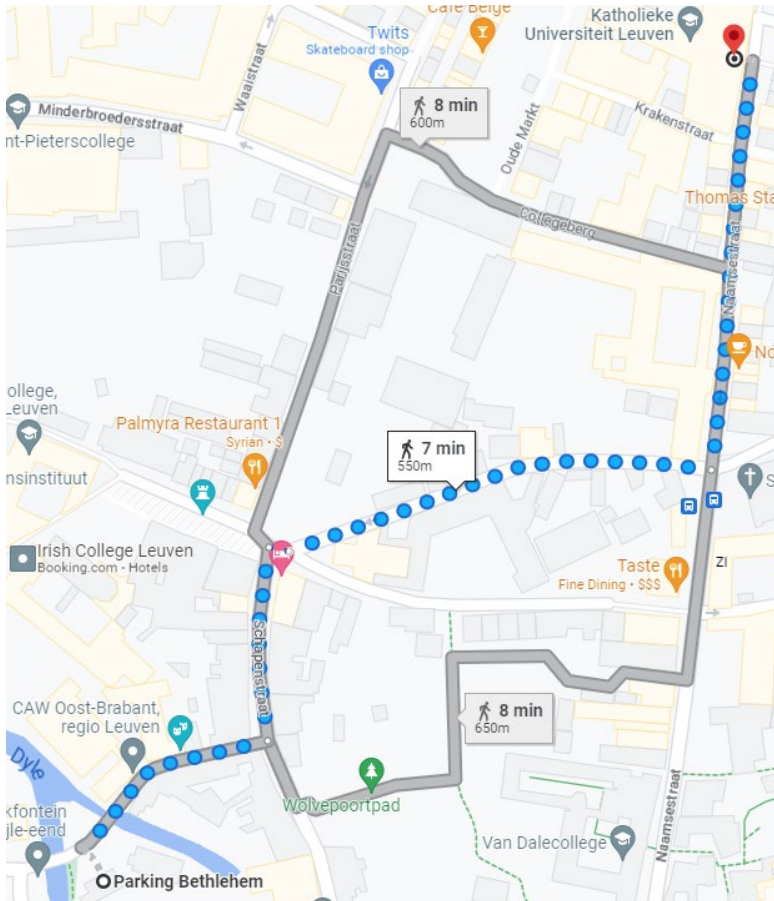 Cafe Belge
Katholieke
Universiteit Leuven
Twits
Skateboard shop
Waaistraat
8 min
600m
Minderbroedersstraat
nt-Pieterscollege
Krakenstraat
Oude Markt
Thomas Sta
Collegeberg
Naamsestraat
Parijsstraat
No
ollege,
Leuven
Palmyra Restaurant 1
Syrian • $
7 min
550m
nsinstituut
S
Irish College Leuven
Booking.com - Hotels
Taste
Fine Dining • $$$
ZI
Schapenstraat
CAW Oost-Brabant,
regio Leuven
8 min
650m
Dyle
Wolvepoortpad
kfontein
jle-eend
Van Dalecollege
Naamsestraat
Parking Bethlehem